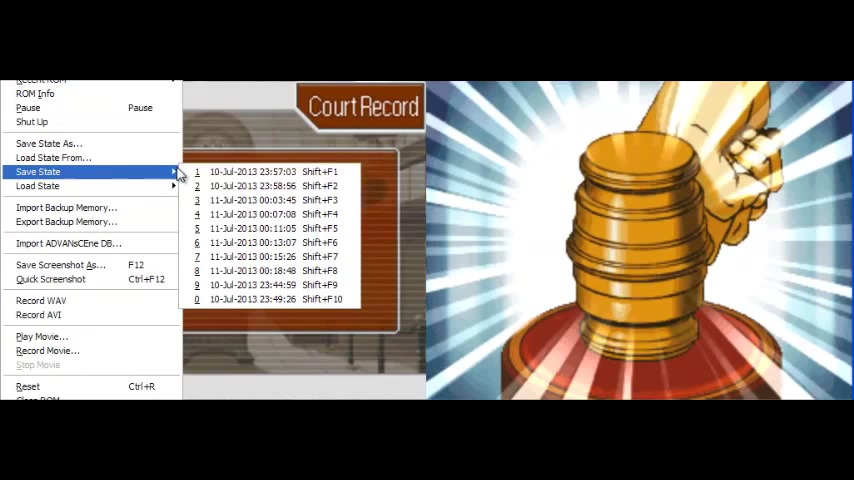 Recent ROM
ROM Info
Pause Pause
Shut Up
Save State As...
Load State From...
Save State
Load State
Import Backup Memory...
Export Backup Memory...
Import ADVANsCEne DB...
Save Screenshot As... F12
Quick Screenshot Ctrl+F12
Record WAV
Record AVI
Play Movie...
Record Movie...
Stop Movie
Reset Ctrl+R
Close ROM
1 10-Jul-2013 23:57:03 Shift+F1
2 10-Jul-2013 23:58:56 Shift+F2
3 11-Jul-2013 00:03:45 Shift+F3
4 11-Jul-2013 00:07:08 Shift+F4
5 11-Jul-2013 00:11:05 Shift+F5
6 11-Jul-2013 00:13:07 Shift+F6
7 11-Jul-2013 00:15:26 Shift+F7
8 11-Jul-2013 00:18:48 Shift+F8
9 10-Jul-2013 23:44:59 Shift+F9
0 10-Jul-2013 23:49:26 Shift+F10
Court Record